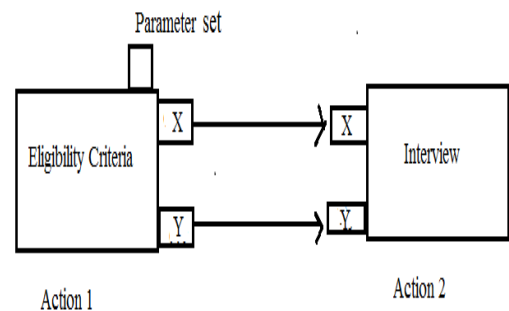 Parameter set
X
X
Eligibility Criteria
Interview
Y
Y
Action 1
Action 2